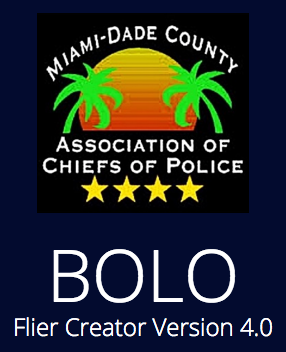 MIAMI-DADE COUNTY
ASSOCIATION OF
CHIEFS OF POLICE
BOLO
Flier Creator Version 4.0